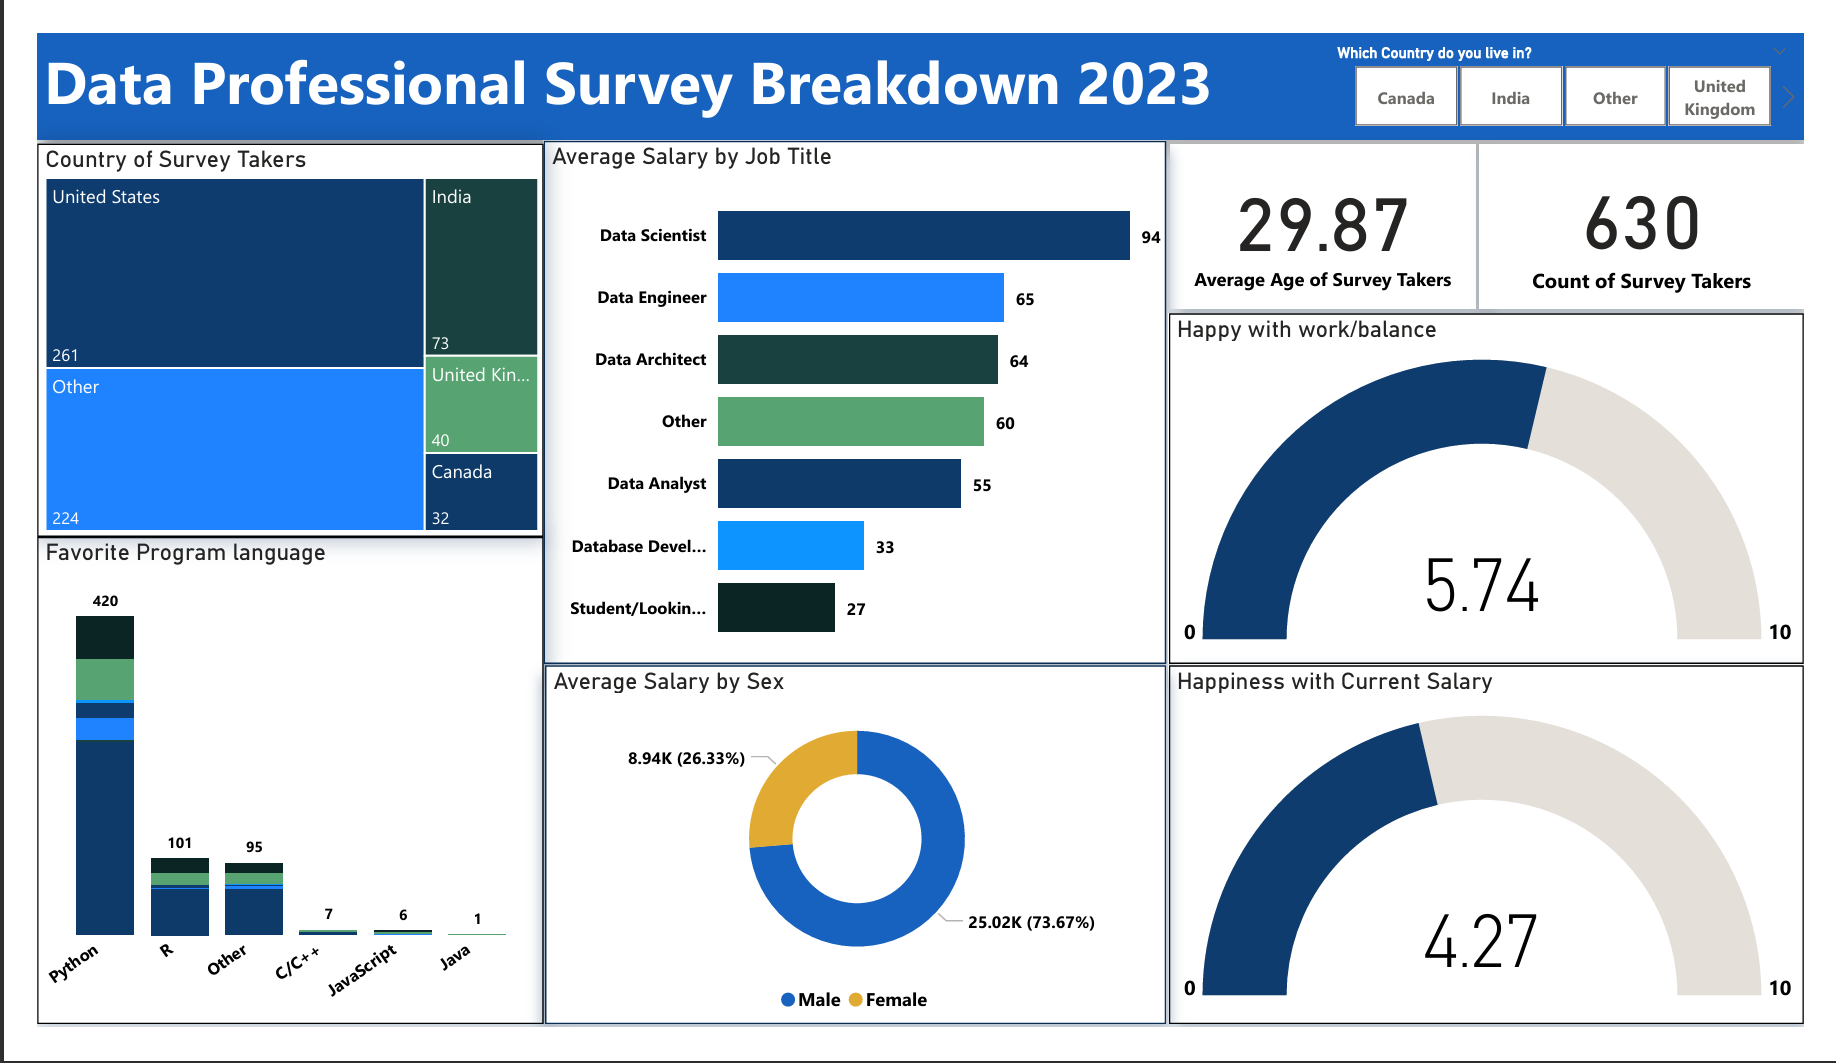 Data Professional Survey Breakdown 2023
Which Country do you live in?
Canada
India
Other
United
Kingdom
Country of Survey Takers
United States
261
Other
224
India
73
United Kin...
40
Canada
32
Average Salary by Job Title
Data Scientist
94
Data Engineer
65
Data Architect
64
Other
60
Data Analyst
55
Database Devel...
33
Student/Lookin...
27
29.87
Average Age of Survey Takers
630
Count of Survey Takers
Happy with work/balance
5.74
0
10
Favorite Program language
420
101
95
7
6
1
Python
R
Other
C/C++
JavaScript
Java
Average Salary by Sex
8.94K (26.33%)
25.02K (73.67%)
Male
Female
Happiness with Current Salary
4.27
0
10